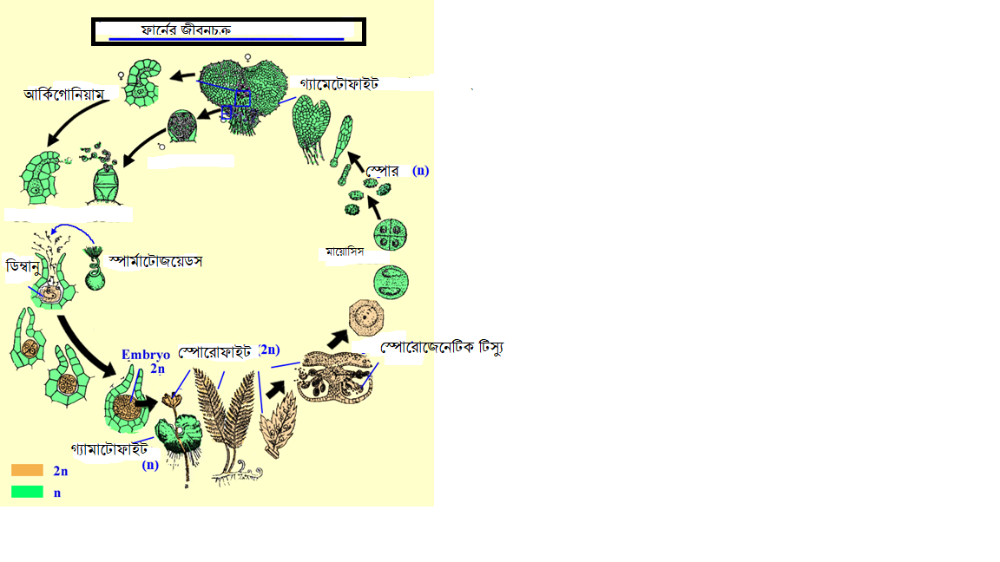 ফার্নের জীবনচক্র
♀
♀
গ্যামেটোফাইট
আর্কিগোনিয়াম
♂
স্পোর (n)
মায়োসিস
ডিম্বানু
স্পার্মাটোজয়েডস
Embryo
2n
স্পোরোফাইট (2n)
স্পোরোজেনেটিক টিস্যু
গ্যামাটোফাইট
(n)
2n
n